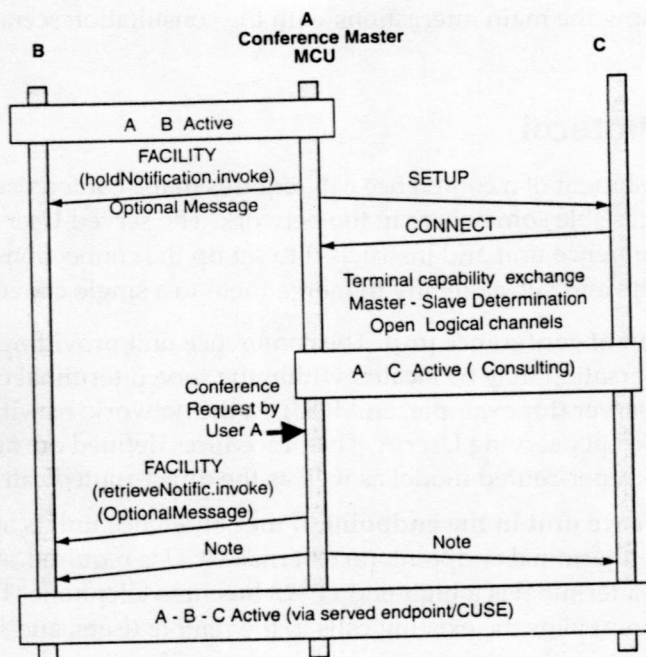 A
Conference Master
MCU
B
C
A B Active
FACILITY
(holdNotification.invoke)
Optional Message
SETUP
CONNECT
Terminal capability exchange
Master - Slave Determination
Open Logical channels
A - C Active ( Consulting)
Conference
Request by
User A
FACILITY
(retrieveNotific.invoke)
(OptionalMessage)
Note
Note
A - B - C Active (via served endpoint/CUSE)